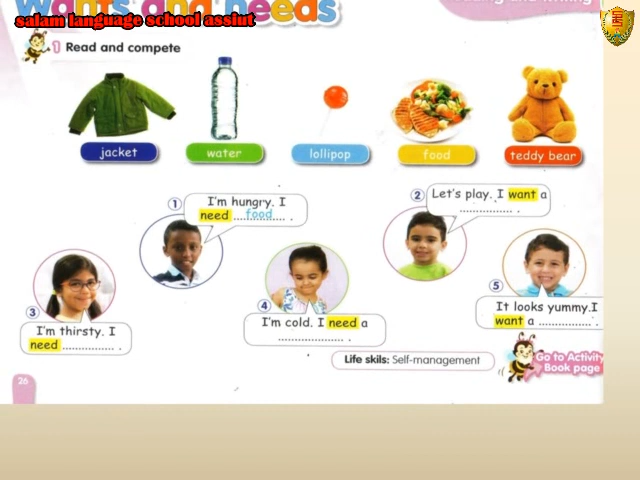 Wants and needs
salam language school assiut
1 Read and compete
jacket
water
lollipop
food
teddy bear
1
I'm hungry. I
need ....food.......... .
2
Let's play. I want a
.................. .
3
I'm thirsty. I
need ................ .
4
I'm cold. I need a
.................... .
5
It looks yummy.I
want a ................ .
Life skils: Self-management
Go to Activity
Book page
26